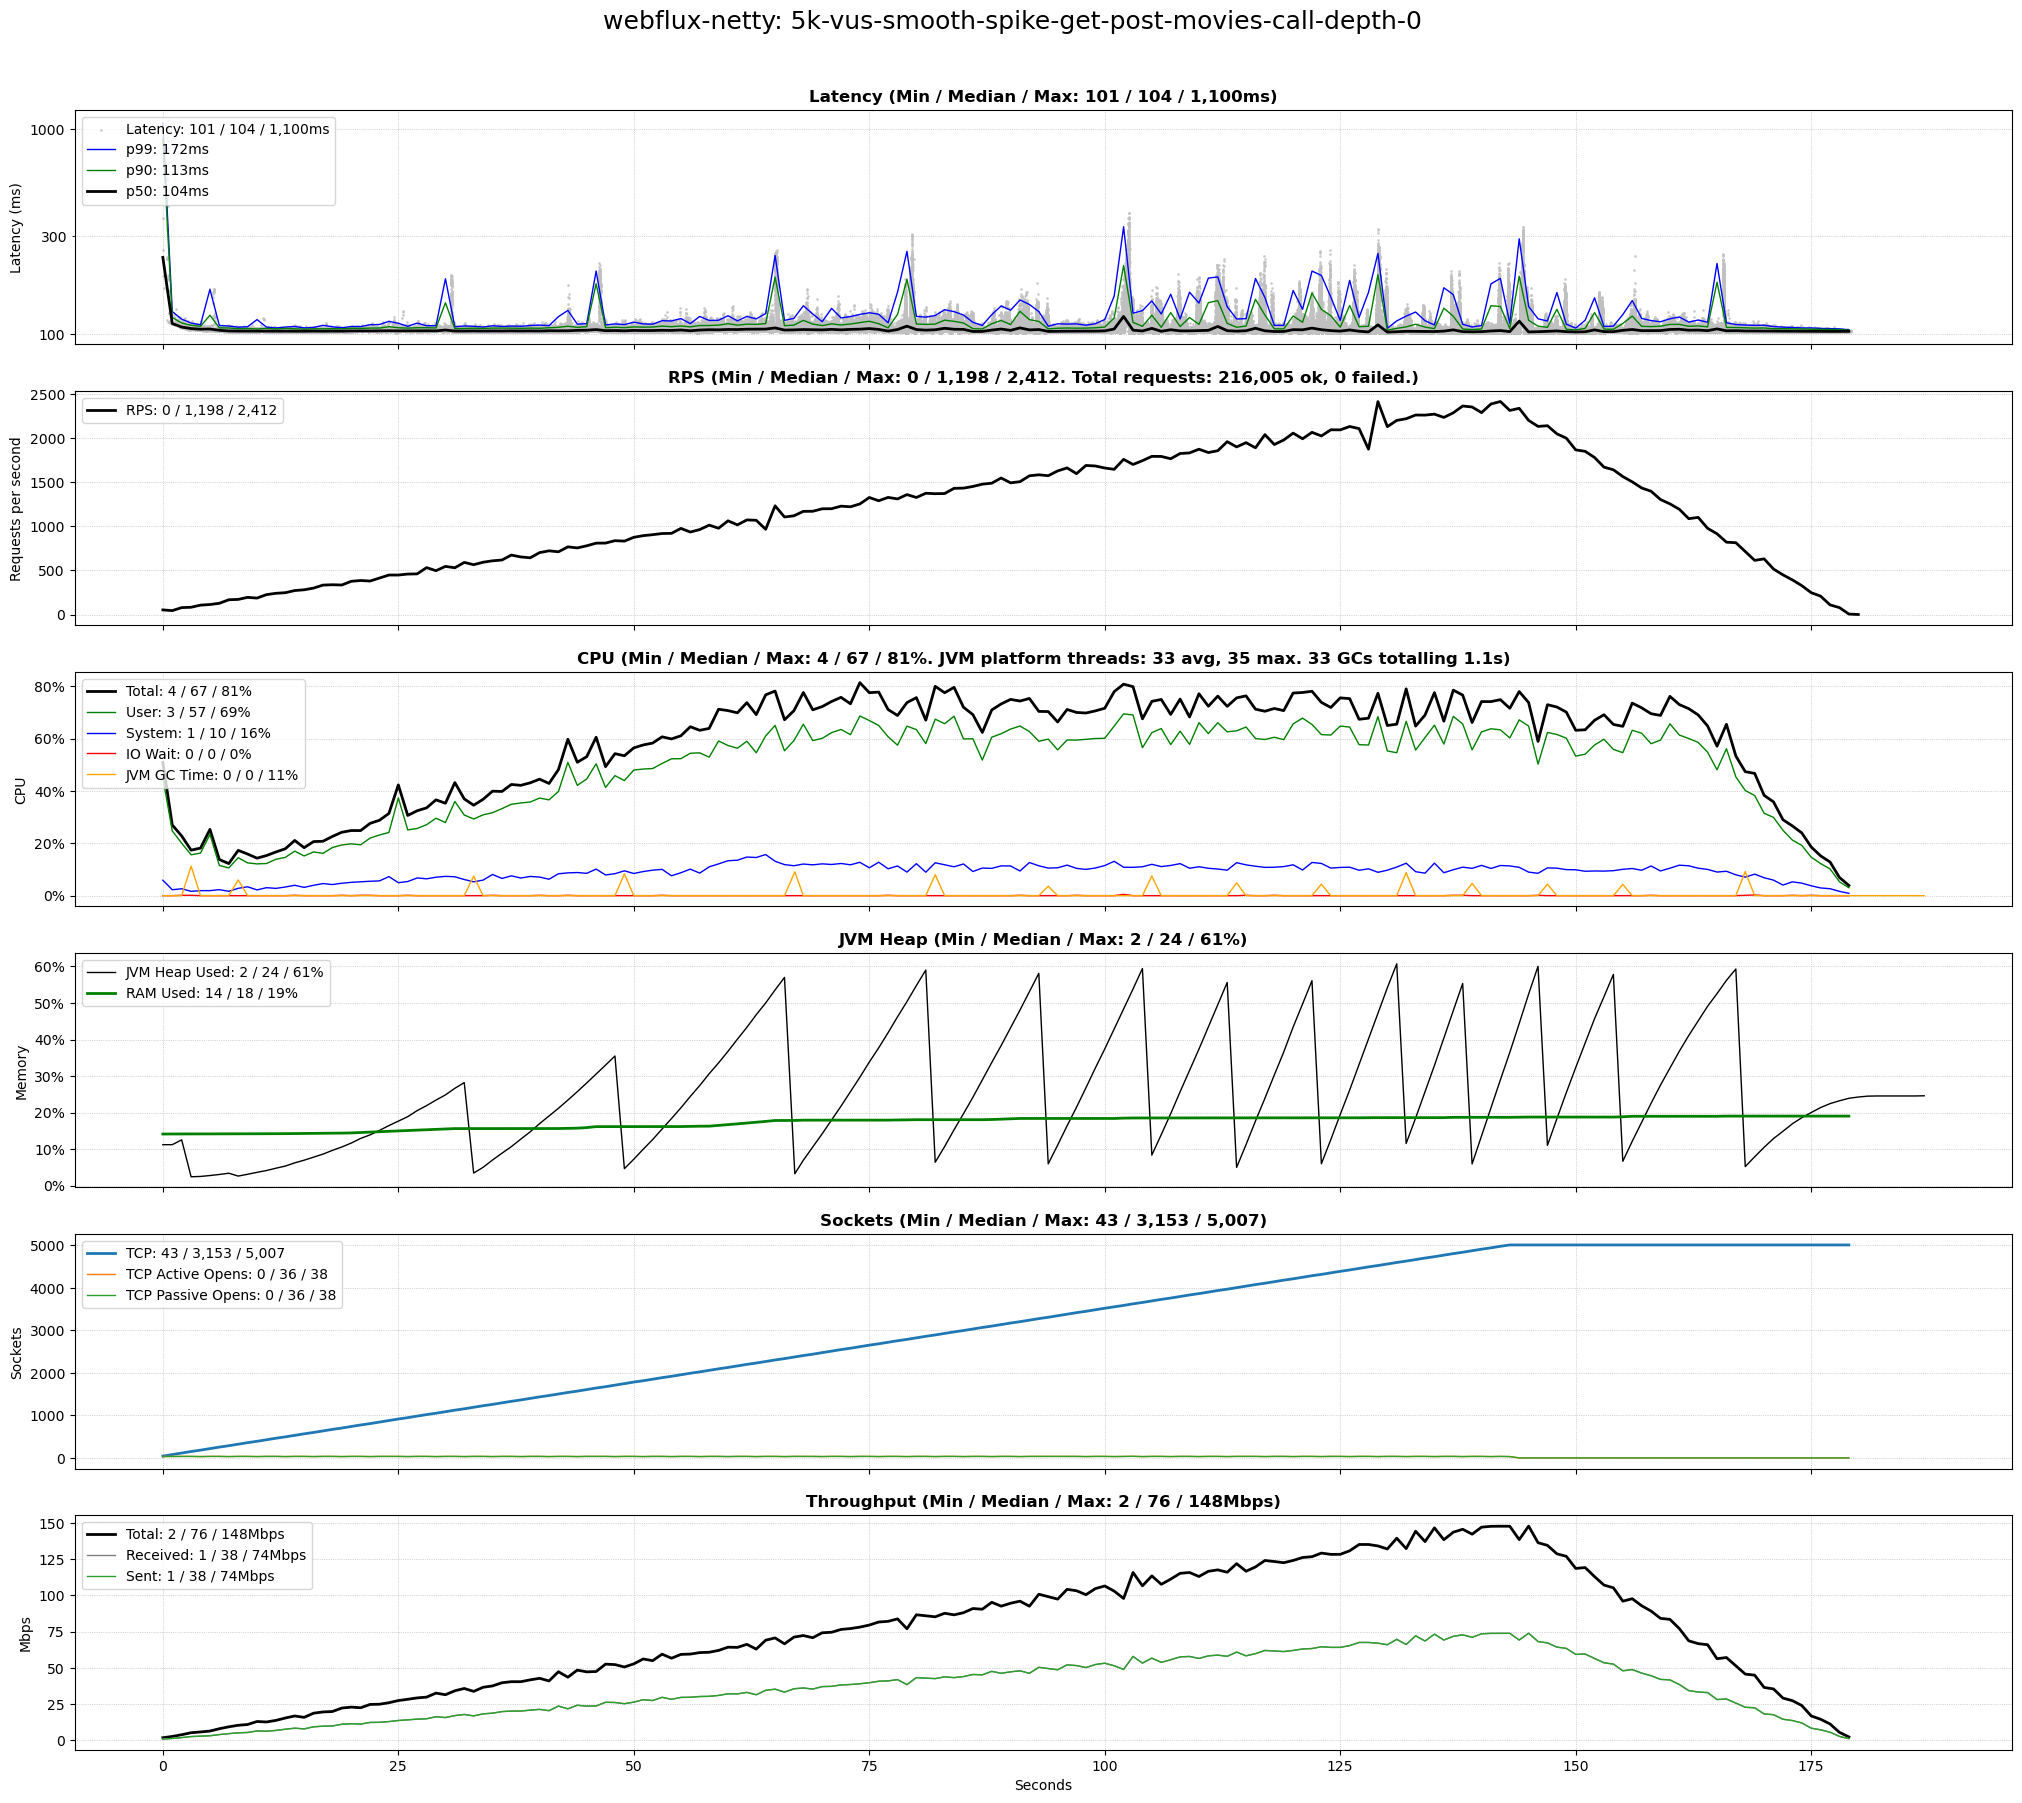 webflux-netty: 5k-vus-smooth-spike-get-post-movies-call-depth-0
Latency (Min / Median / Max: 101 / 104 / 1,100ms)
Latency (ms)
1000
300
100
Latency: 101 / 104 / 1,100ms
p99: 172ms
p90: 113ms
p50: 104ms
RPS (Min / Median / Max: 0 / 1,198 / 2,412. Total requests: 216,005 ok, 0 failed.)
Requests per second
2500
2000
1500
1000
500
0
RPS: 0 / 1,198 / 2,412
CPU (Min / Median / Max: 4 / 67 / 81%. JVM platform threads: 33 avg, 35 max. 33 GCs totalling 1.1s)
CPU
80%
60%
40%
20%
0%
Total: 4 / 67 / 81%
User: 3 / 57 / 69%
System: 1 / 10 / 16%
IO Wait: 0 / 0 / 0%
JVM GC Time: 0 / 0 / 11%
JVM Heap (Min / Median / Max: 2 / 24 / 61%)
Memory
60%
50%
40%
30%
20%
10%
0%
JVM Heap Used: 2 / 24 / 61%
RAM Used: 14 / 18 / 19%
Sockets (Min / Median / Max: 43 / 3,153 / 5,007)
Sockets
5000
4000
3000
2000
1000
0
TCP: 43 / 3,153 / 5,007
TCP Active Opens: 0 / 36 / 38
TCP Passive Opens: 0 / 36 / 38
Throughput (Min / Median / Max: 2 / 76 / 148Mbps)
Mbps
150
125
100
75
50
25
0
Total: 2 / 76 / 148Mbps
Received: 1 / 38 / 74Mbps
Sent: 1 / 38 / 74Mbps
0 25 50 75 100 125 150 175
Seconds